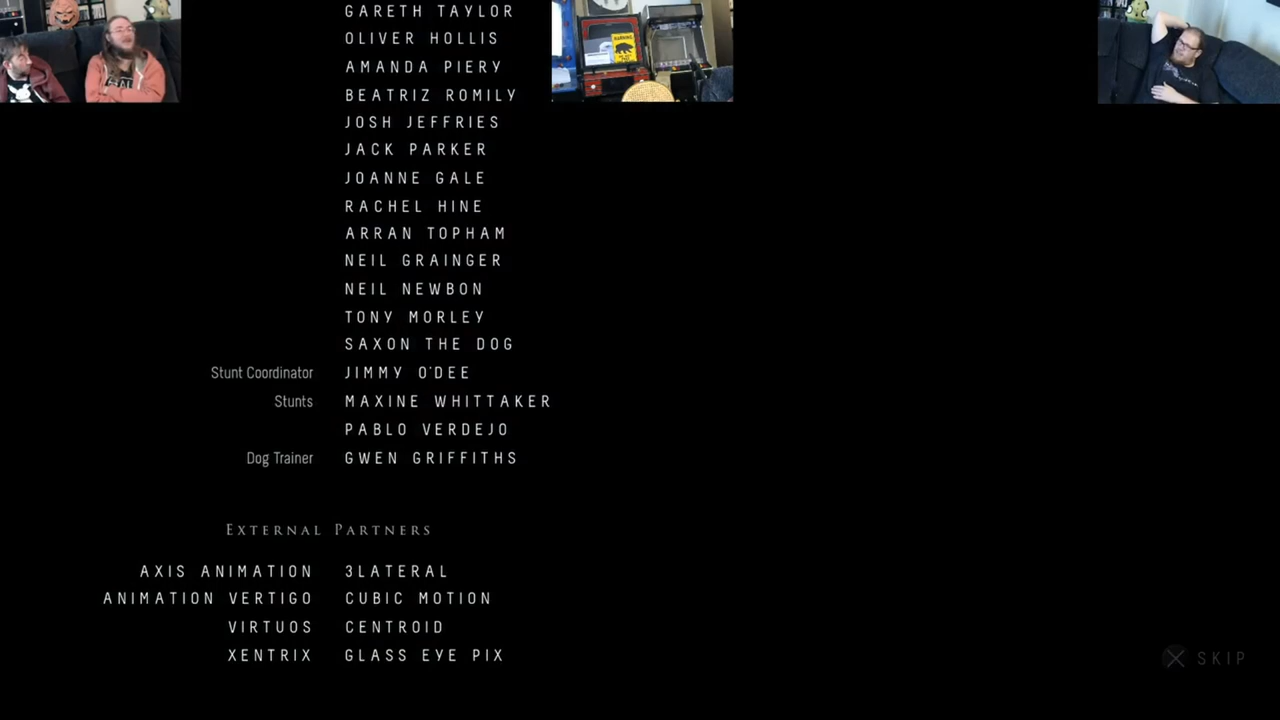 GARETH TAYLOR
OLIVER HOLLIS
AMANDA PIERY
BEATRIZ ROMILY
JOSH JEFFRIES
JACK PARKER
JOANNE GALE
RACHEL HINE
ARRAN TOPHAM
NEIL GRAINGER
NEIL NEWBON
TONY MORLEY
SAXON THE DOG
Stunt Coordinator JIMMY O'DEE
Stunts MAXINE WHITTAKER
PABLO VERDEJO
Dog Trainer GWEN GRIFFITHS
EXTERNAL PARTNERS
AXIS ANIMATION 3LATERAL
ANIMATION VERTIGO CUBIC MOTION
VIRTUOS CENTROID
XENTRIX GLASS EYE PIX
SKIP
WARNING